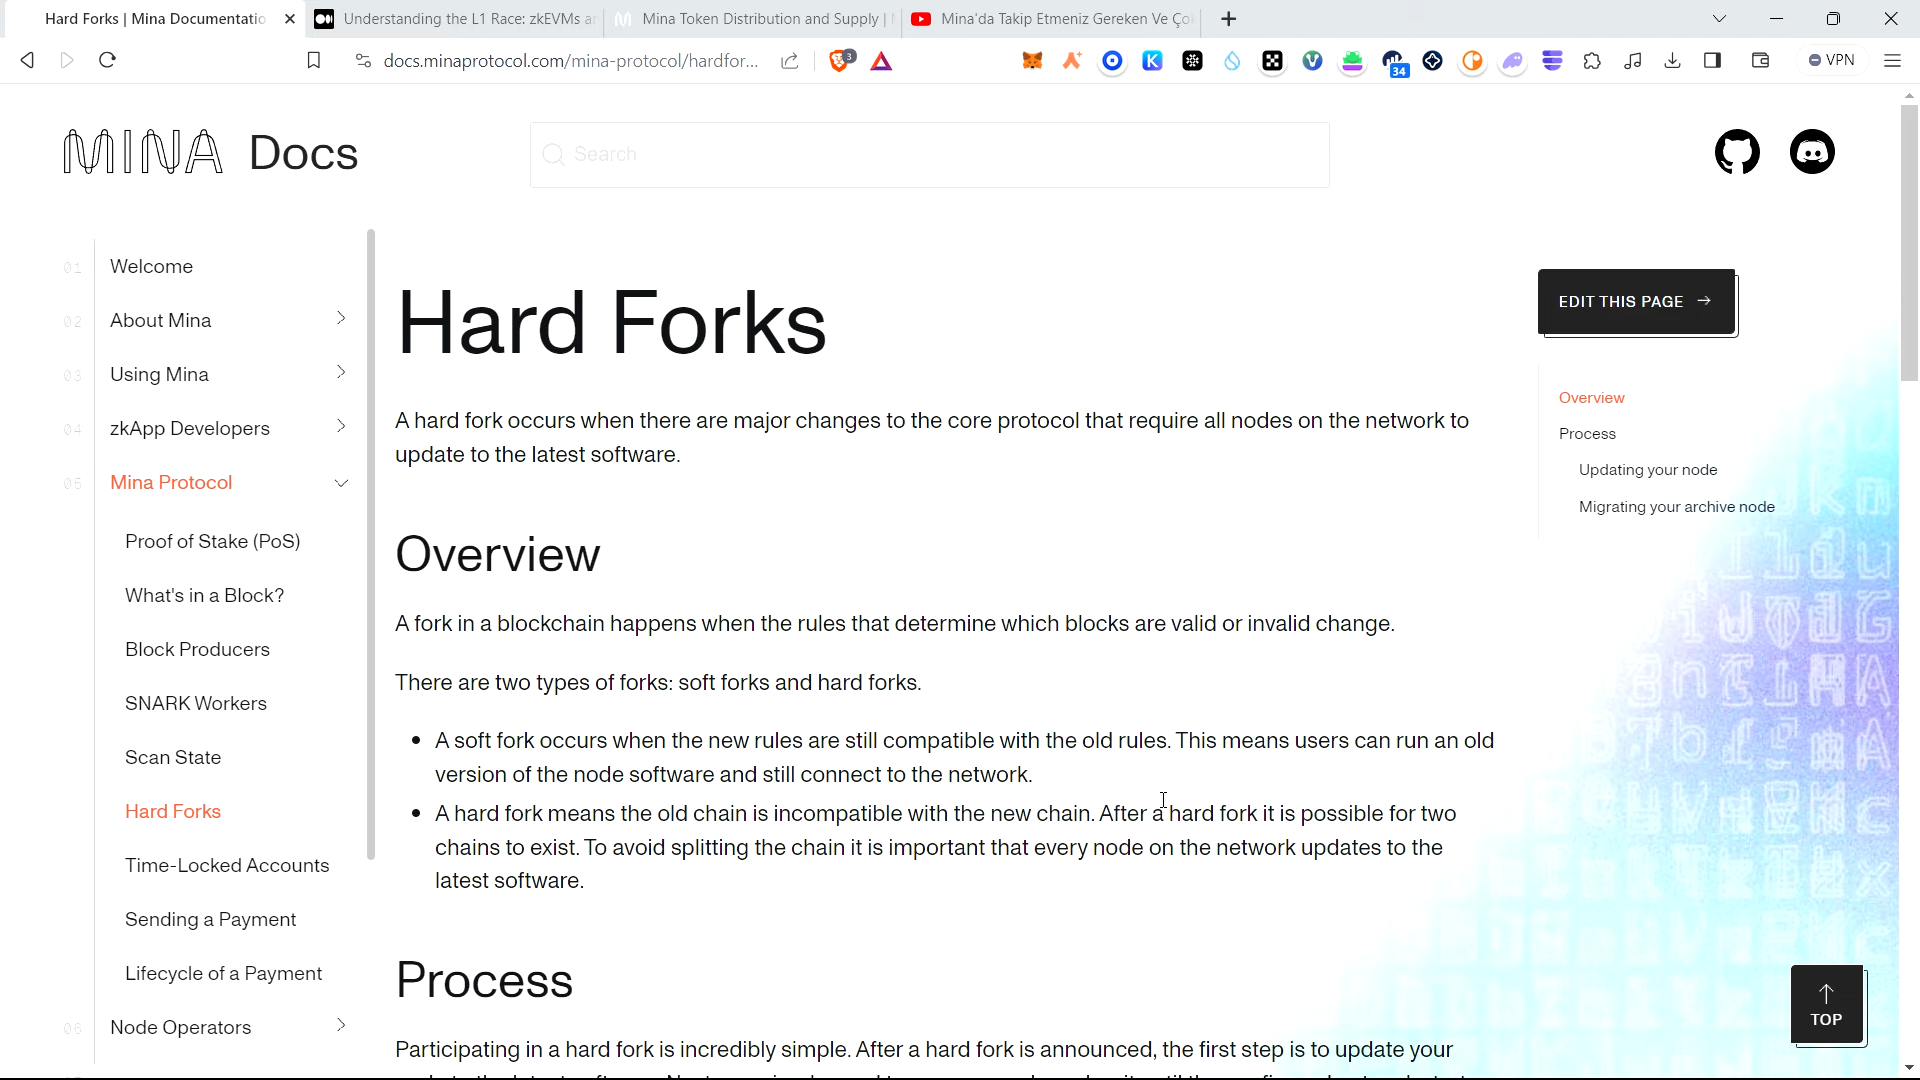 Hard Forks | Mina Documentatio
Understanding the L1 Race: zkEVMs a
Mina Token Distribution and Supply |
Mina'da Takip Etmeniz Gereken Ve Ço
docs.minaprotocol.com/mina-protocol/hardfor...
3
34
VPN
MINA Docs
Search
01 Welcome
02 About Mina
03 Using Mina
04 zkApp Developers
05 Mina Protocol
Proof of Stake (PoS)
What's in a Block?
Block Producers
SNARK Workers
Scan State
Hard Forks
Time-Locked Accounts
Sending a Payment
Lifecycle of a Payment
06 Node Operators
Hard Forks
A hard fork occurs when there are major changes to the core protocol that require all nodes on the network to
update to the latest software.
Overview
A fork in a blockchain happens when the rules that determine which blocks are valid or invalid change.
There are two types of forks: soft forks and hard forks.
A soft fork occurs when the new rules are still compatible with the old rules. This means users can run an old
version of the node software and still connect to the network.
A hard fork means the old chain is incompatible with the new chain. After a hard fork it is possible for two
chains to exist. To avoid splitting the chain it is important that every node on the network updates to the
latest software.
Process
Participating in a hard fork is incredibly simple. After a hard fork is announced, the first step is to update your
EDIT THIS PAGE
Overview
Process
Updating your node
Migrating your archive node
TOP